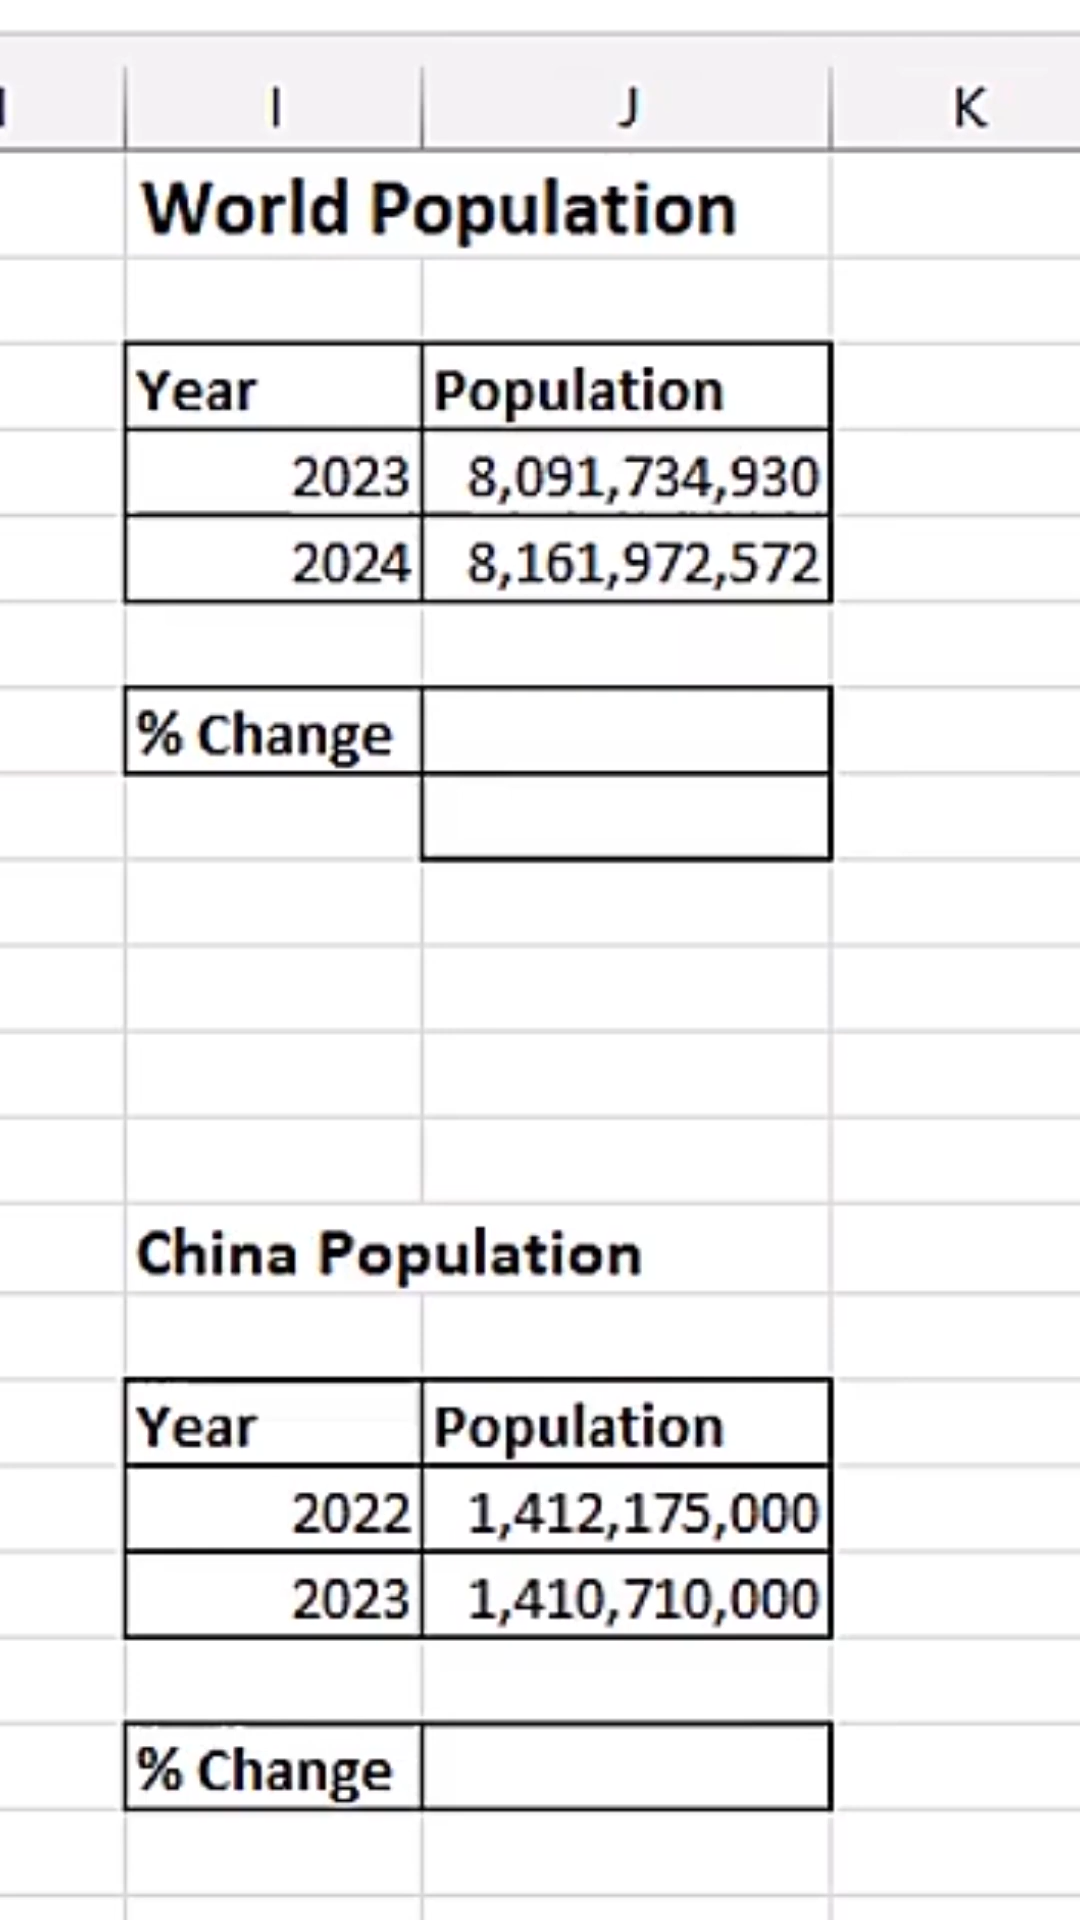 I J K
World Population
Year Population
2023 8,091,734,930
2024 8,161,972,572
% Change
China Population
Year Population
2022 1,412,175,000
2023 1,410,710,000
% Change